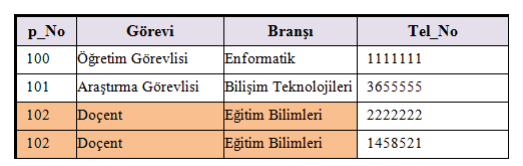 p_No Görevi Branşı Tel_No
100 Öğretim Görevlisi Enformatik 1111111
101 Araştırma Görevlisi Bilişim Teknolojileri 3655555
102 Doçent Eğitim Bilimleri 2222222
102 Doçent Eğitim Bilimleri 1458521